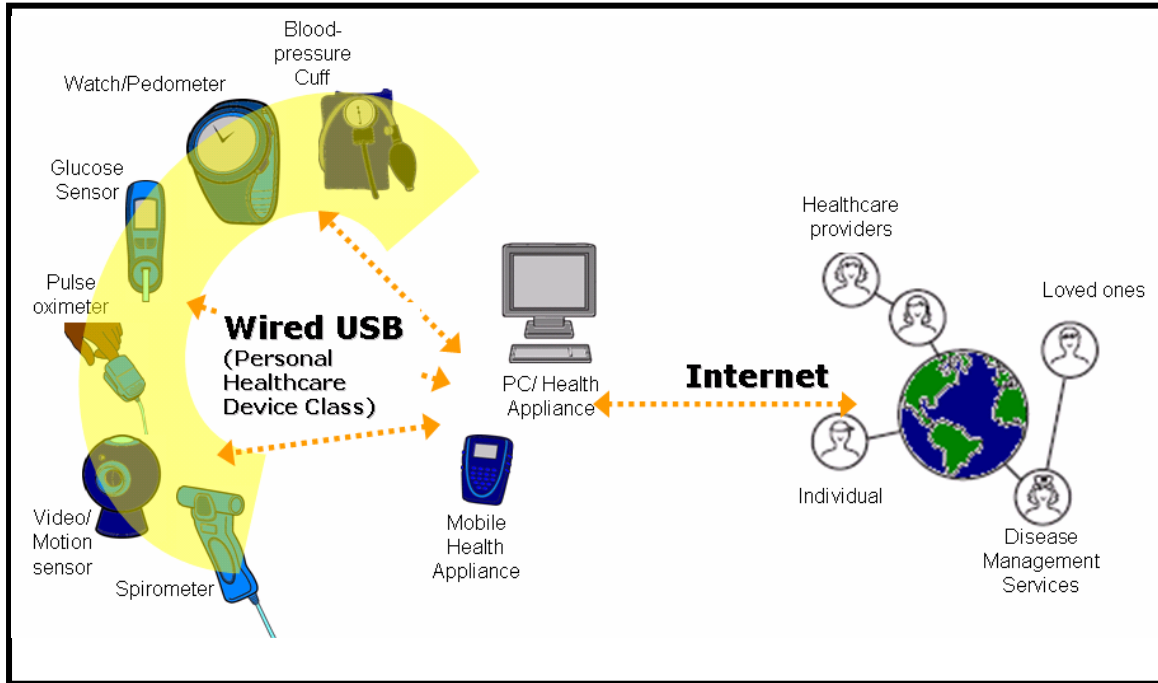 Blood-
pressure
Cuff
Watch/Pedometer
Glucose
Sensor
Pulse
oximeter
Video/
Motion
sensor
Spirometer
Wired USB
(Personal
Healthcare
Device Class)
PC/ Health
Appliance
Mobile
Health
Appliance
Internet
Healthcare
providers
Loved ones
Individual
Disease
Management
Services